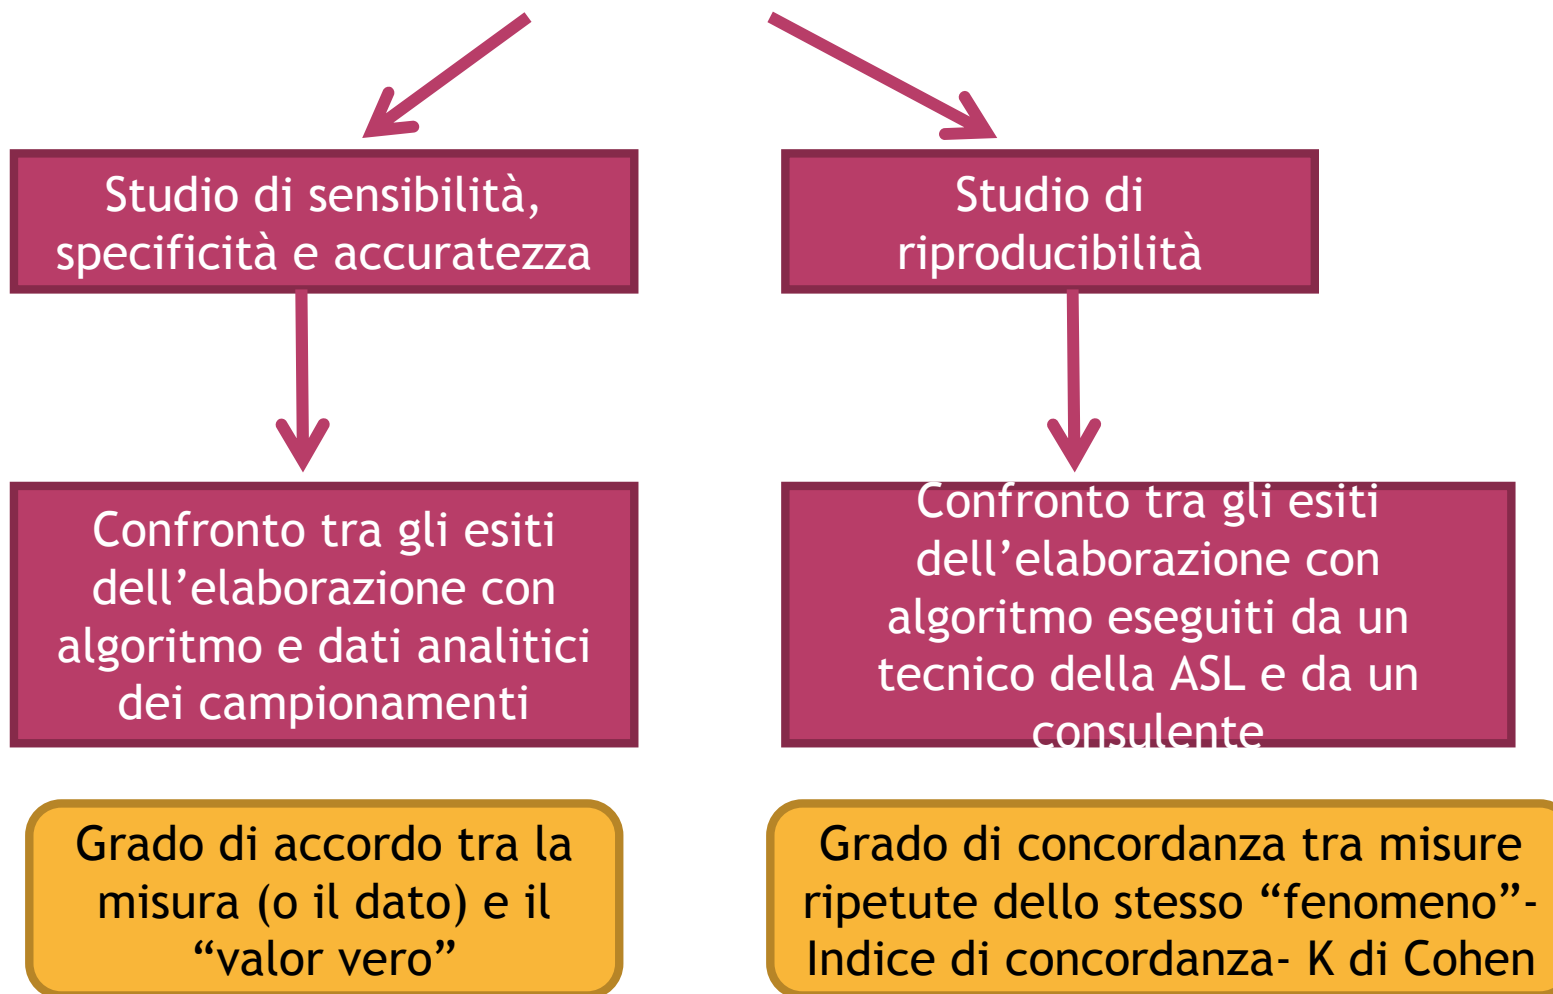 Studio di sensibilità,
specificità e accuratezza
Studio di
riproducibilità
Confronto tra gli esiti
dell’elaborazione con
algoritmo e dati analitici
dei campionamenti
Confronto tra gli esiti
dell’elaborazione con
algoritmo eseguiti da un
tecnico della ASL e da un
consulente
Grado di accordo tra la
misura (o il dato) e il
“valor vero”
Grado di concordanza tra misure
ripetute dello stesso “fenomeno”-
Indice di concordanza- K di Cohen